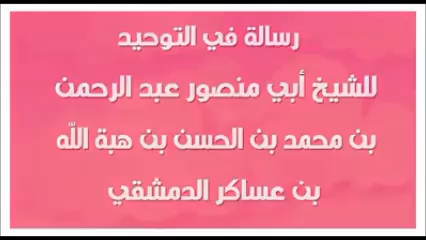 رسالة في التوحيد
للشيخ أبي منصور عبد الرحمن
بن محمد بن الحسن بن هبة الله
بن عساكر الدمشقي